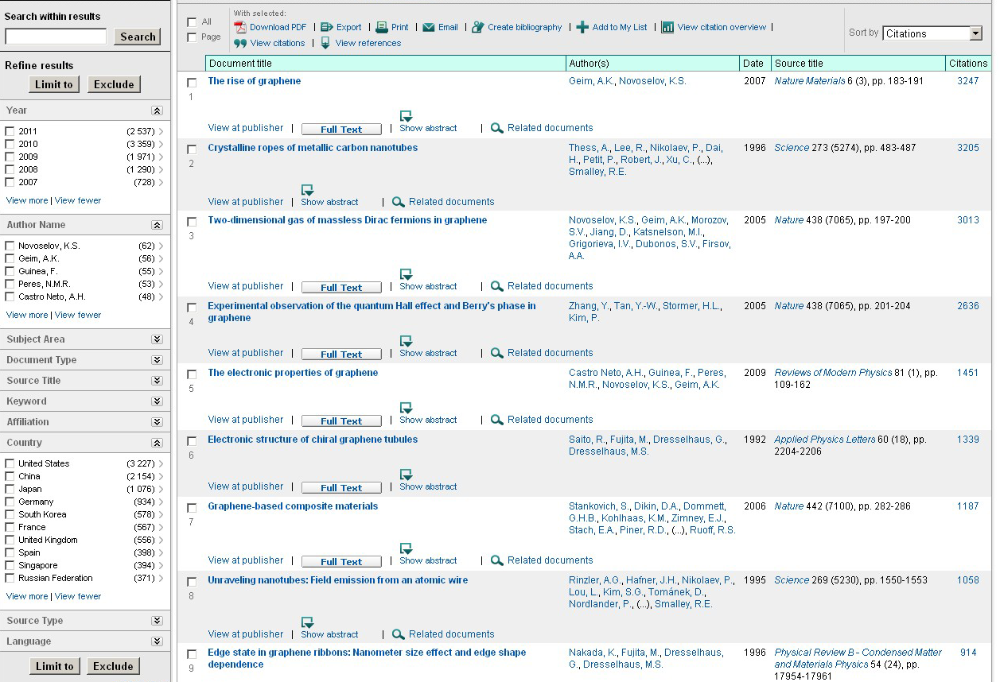 Search within results
Search
Refine results
Limit to Exclude
Year
2011 (2 537)
2010 (3 359)
2009 (1 971)
2008 (1 290)
2007 (728)
View more | View fewer
Author Name
Novoselov, K.S. (62)
Geim, A.K. (56)
Guinea, F. (55)
Peres, N.M.R. (53)
Castro Neto, A.H. (48)
View more | View fewer
Subject Area
Document Type
Source Title
Keyword
Affiliation
Country
United States (3 227)
China (2 154)
Japan (1 076)
Germany (934)
South Korea (578)
France (567)
United Kingdom (556)
Spain (398)
Singapore (394)
Russian Federation (371)
View more | View fewer
Source Type
Language
Limit to Exclude
All
Page
With selected:
Download PDF | Export | Print | Email | Create bibliography | Add to My List | View citation overview |
View citations | View references
Sort by Citations
Document title Author(s) Date Source title Citations
1
The rise of graphene
Geim, A.K., Novoselov, K.S.
2007
Nature Materials 6 (3), pp. 183-191
3247
View at publisher | Full Text | Show abstract | Related documents
2
Crystalline ropes of metallic carbon nanotubes
Thess, A., Lee, R., Nikolaev, P., Dai,
H., Petit, P., Robert, J., Xu, C., (...),
Smalley, R.E.
1996
Science 273 (5274), pp. 483-487
3205
View at publisher | Show abstract | Related documents
3
Two-dimensional gas of massless Dirac fermions in graphene
Novoselov, K.S., Geim, A.K., Morozov,
S.V., Jiang, D., Katsnelson, M.I.,
Grigorieva, I.V., Dubonos, S.V., Firsov,
A.A.
2005
Nature 438 (7065), pp. 197-200
3013
View at publisher | Full Text | Show abstract | Related documents
4
Experimental observation of the quantum Hall effect and Berry's phase in
graphene
Zhang, Y., Tan, Y.-W., Stormer, H.L.,
Kim, P.
2005
Nature 438 (7065), pp. 201-204
2636
View at publisher | Full Text | Show abstract | Related documents
5
The electronic properties of graphene
Castro Neto, A.H., Guinea, F., Peres,
N.M.R., Novoselov, K.S., Geim, A.K.
2009
Reviews of Modern Physics 81 (1), pp.
109-162
1451
View at publisher | Full Text | Show abstract | Related documents
6
Electronic structure of chiral graphene tubules
Saito, R., Fujita, M., Dresselhaus, G.,
Dresselhaus, M.S.
1992
Applied Physics Letters 60 (18), pp.
2204-2206
1339
View at publisher | Full Text | Show abstract
7
Graphene-based composite materials
Stankovich, S., Dikin, D.A., Dommett,
G.H.B., Kohlhaas, K.M., Zimney, E.J.,
Stach, E.A., Piner, R.D., (...), Ruoff, R.S.
2006
Nature 442 (7100), pp. 282-286
1187
View at publisher | Full Text | Show abstract | Related documents
8
Unraveling nanotubes: Field emission from an atomic wire
Rinzler, A.G., Hafner, J.H., Nikolaev, P.,
Lou, L., Kim, S.G., Tománek, D.,
Nordlander, P., (...), Smalley, R.E.
1995
Science 269 (5230), pp. 1550-1553
1058
View at publisher | Show abstract | Related documents
9
Edge state in graphene ribbons: Nanometer size effect and edge shape
dependence
Nakada, K., Fujita, M., Dresselhaus,
G., Dresselhaus, M.S.
1996
Physical Review B - Condensed Matter
and Materials Physics 54 (24), pp.
17954-17961
914